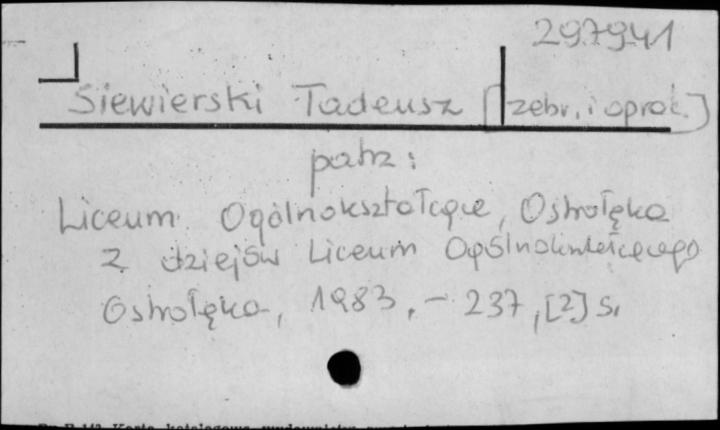 297941
Siewierski Tadeusz [zebr. i oprac.]
patrz:
Liceum Ogólnokształcące, Ostrołęka
Z dziejów Liceum Ogólnokształcącego
Ostrołęka, 1983. - 237, [2] s.